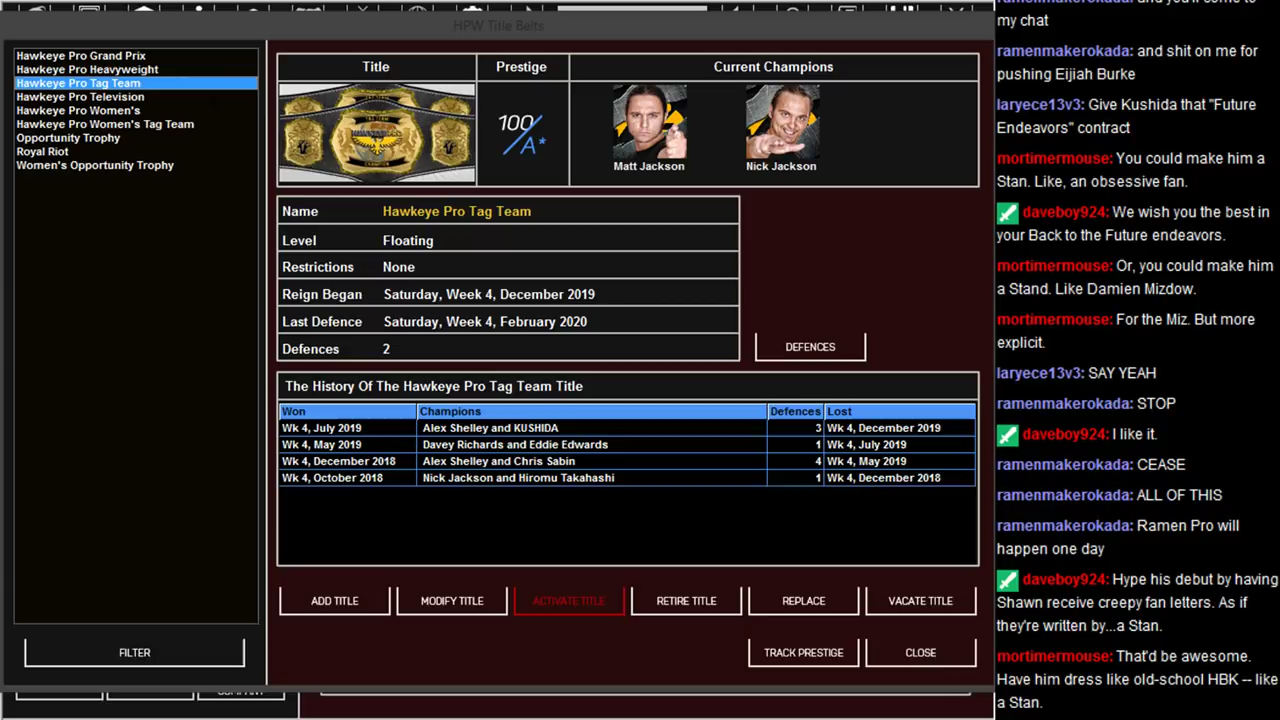 HPW Title Belts
Hawkeye Pro Grand Prix
Hawkeye Pro Heavyweight
Hawkeye Pro Tag Team
Hawkeye Pro Television
Hawkeye Pro Women's
Hawkeye Pro Women's Tag Team
Opportunity Trophy
Royal Riot
Women's Opportunity Trophy
FILTER
Title
Prestige
Current Champions
100/A*
Matt Jackson
Nick Jackson
Name Hawkeye Pro Tag Team
Level Floating
Restrictions None
Reign Began Saturday, Week 4, December 2019
Last Defence Saturday, Week 4, February 2020
Defences 2
DEFENCES
The History Of The Hawkeye Pro Tag Team Title
Won Champions Defences Lost
Wk 4, July 2019 Alex Shelley and KUSHIDA 3 Wk 4, December 2019
Wk 4, May 2019 Davey Richards and Eddie Edwards 1 Wk 4, July 2019
Wk 4, December 2018 Alex Shelley and Chris Sabin 4 Wk 4, May 2019
Wk 4, October 2018 Nick Jackson and Hiromu Takahashi 1 Wk 4, December 2018
ADD TITLE
MODIFY TITLE
ACTIVATE TITLE
RETIRE TITLE
REPLACE
VACATE TITLE
TRACK PRESTIGE
CLOSE
my chat
ramenmakerokada: and shit on me for
pushing Eijiah Burke
laryece13v3: Give Kushida that "Future
Endeavors" contract
mortimermouse: You could make him a
Stan. Like, an obsessive fan.
daveboy924: We wish you the best in
your Back to the Future endeavors.
mortimermouse: Or, you could make him
a Stand. Like Damien Mizdow.
mortimermouse: For the Miz. But more
explicit.
laryece13v3: SAY YEAH
ramenmakerokada: STOP
daveboy924: I like it.
ramenmakerokada: CEASE
ramenmakerokada: ALL OF THIS
ramenmakerokada: Ramen Pro will
happen one day
daveboy924: Hype his debut by having
Shawn receive creepy fan letters. As if
they're written by...a Stan.
mortimermouse: That'd be awesome.
Have him dress like old-school HBK -- like
a Stan.